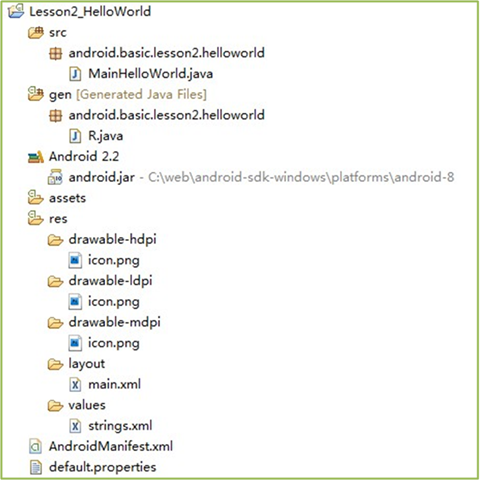 Lesson2_HelloWorld
src
android.basic.lesson2.helloworld
MainHelloWorld.java
gen [Generated Java Files]
android.basic.lesson2.helloworld
R.java
Android 2.2
android.jar - C:\web\android-sdk-windows\platforms\android-8
assets
res
drawable-hdpi
icon.png
drawable-ldpi
icon.png
drawable-mdpi
icon.png
layout
main.xml
values
strings.xml
AndroidManifest.xml
default.properties